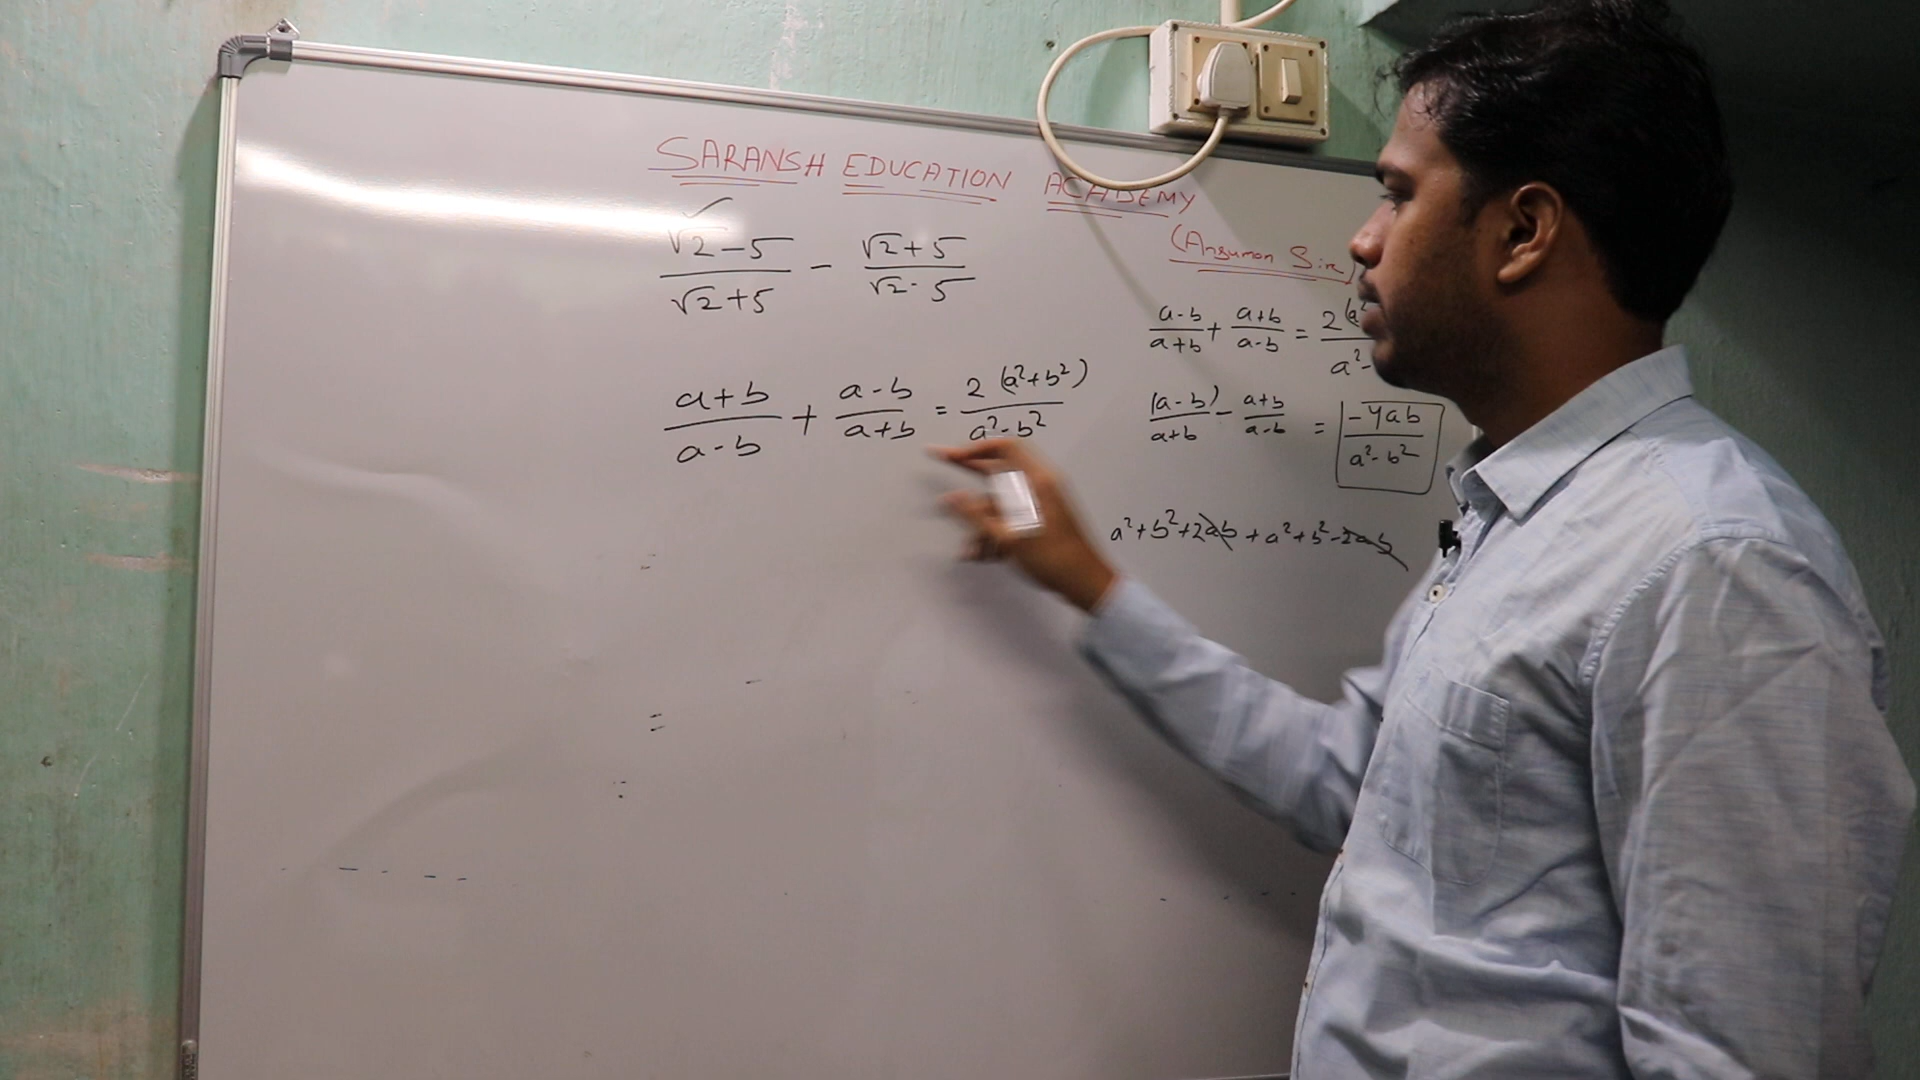 SARANSH EDUCATION ACADEMY
(Ansuman Sir)
(√2 - 5)/(√2 + 5) - (√2 + 5)/(√2 - 5)
(a+b)/(a-b) + (a-b)/(a+b) = 2(a²+b²)/(a²-b²)
(a-b)/(a+b) + (a+b)/(a-b) = 2(a²/a²-
(a-b)/(a+b) - (a+b)/(a-b) = -4ab/(a²-b²)
a²+b²+2ab + a²+b²-2ab
=